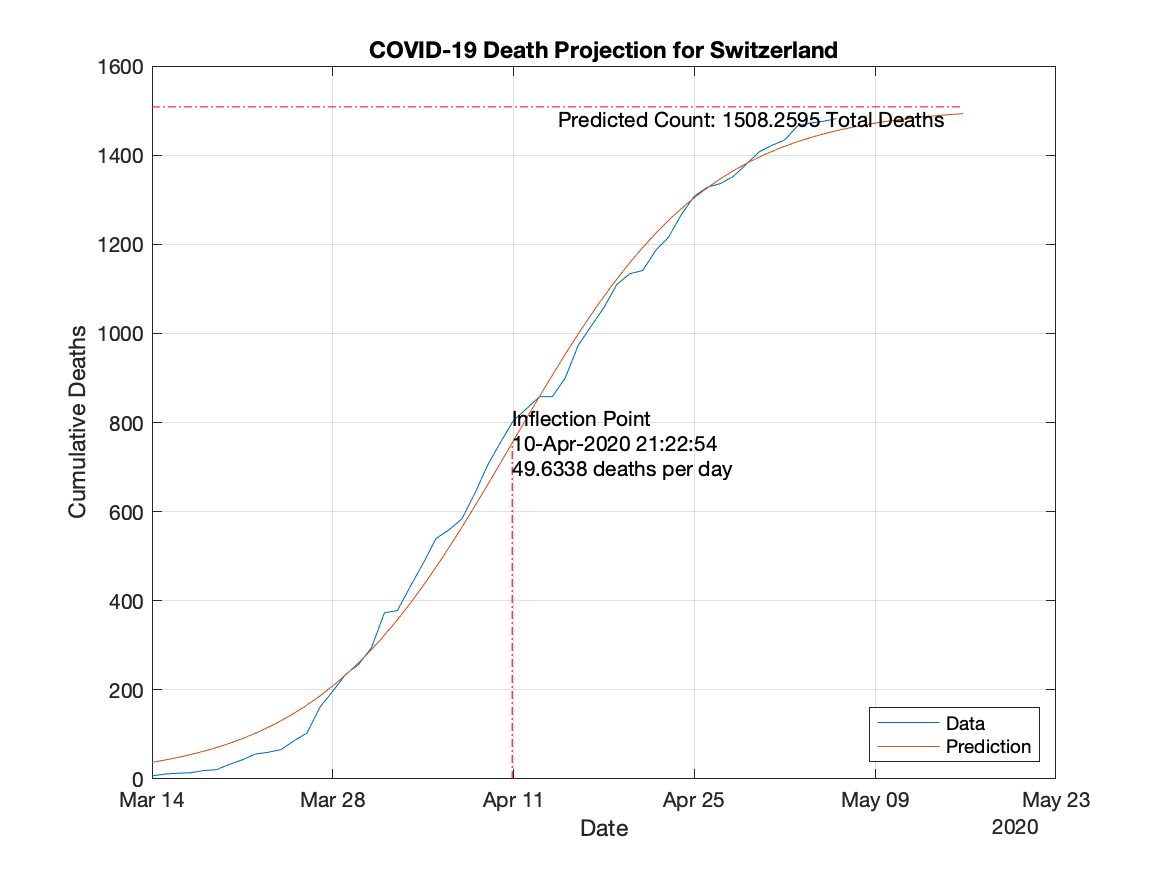 COVID-19 Death Projection for Switzerland
1600
1400
1200
1000
800
600
400
200
0
Cumulative Deaths
Predicted Count: 1508.2595 Total Deaths
Inflection Point
10-Apr-2020 21:22:54
49.6338 deaths per day
Data
Prediction
Mar 14
Mar 28
Apr 11
Apr 25
May 09
May 23
Date
2020